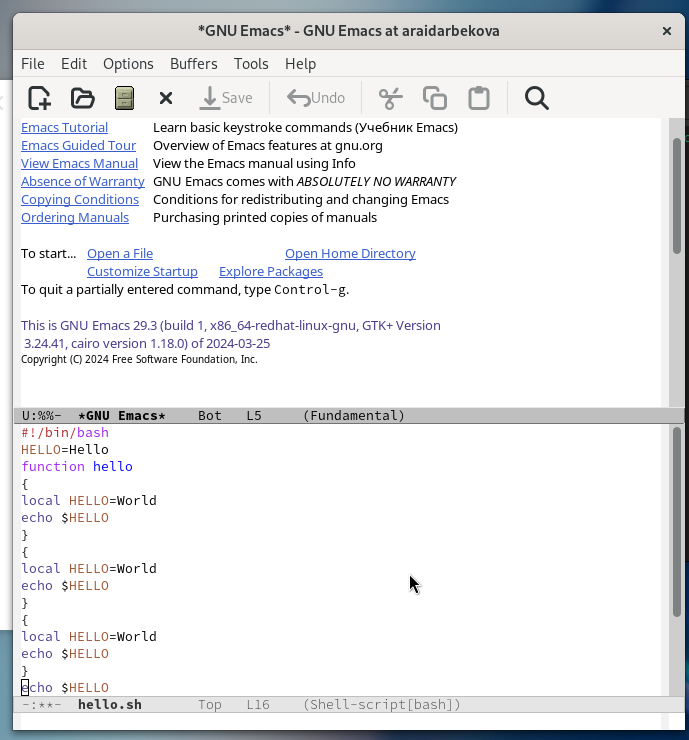 *GNU Emacs* - GNU Emacs at araidarbekova
File Edit Options Buffers Tools Help
Save Undo
Emacs Tutorial Learn basic keystroke commands (Учебник Emacs)
Emacs Guided Tour Overview of Emacs features at gnu.org
View Emacs Manual View the Emacs manual using Info
Absence of Warranty GNU Emacs comes with ABSOLUTELY NO WARRANTY
Copying Conditions Conditions for redistributing and changing Emacs
Ordering Manuals Purchasing printed copies of manuals
To start... Open a File Open Home Directory
Customize Startup Explore Packages
To quit a partially entered command, type Control-g.
This is GNU Emacs 29.3 (build 1, x86_64-redhat-linux-gnu, GTK+ Version
3.24.41, cairo version 1.18.0) of 2024-03-25
Copyright (C) 2024 Free Software Foundation, Inc.
U:%%- *GNU Emacs* Bot L5 (Fundamental)
#!/bin/bash
HELLO=Hello
function hello
{
local HELLO=World
echo $HELLO
}
{
local HELLO=World
echo $HELLO
}
{
local HELLO=World
echo $HELLO
}
echo $HELLO
-:**- hello.sh Top L16 (Shell-script[bash])